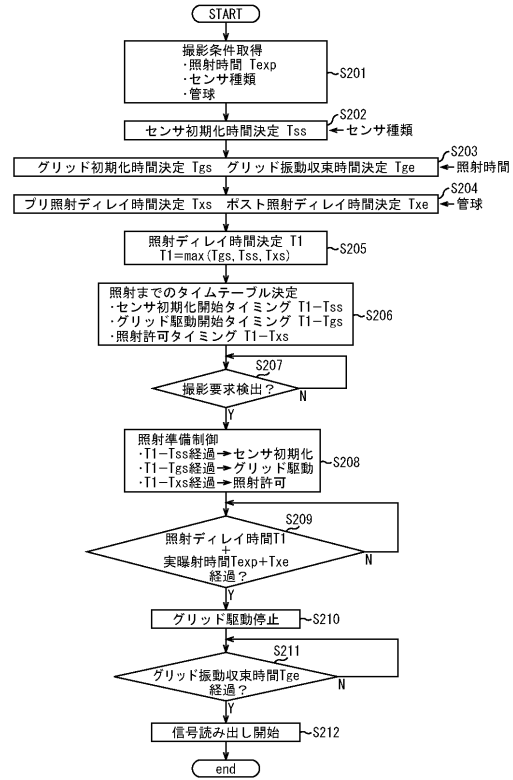 START
撮影条件取得
・照射時間 Texp
・センサ種類
・管球
S201
S202
センサ初期化時間決定 Tss
センサ種類
S203
グリッド初期化時間決定 Tgs グリッド振動収束時間決定 Tge
照射時間
S204
プリ照射ディレイ時間決定 Txs ポスト照射ディレイ時間決定 Txe
管球
照射ディレイ時間決定 T1
T1=max(Tgs,Tss,Txs)
S205
照射までのタイムテーブル決定
・センサ初期化開始タイミング T1-Tss
・グリッド駆動開始タイミング T1-Tgs
・照射許可タイミング T1-Txs
S206
S207
撮影要求検出?
N
Y
照射準備制御
・T1-Tss経過→センサ初期化
・T1-Tgs経過→グリッド駆動
・T1-Txs経過→照射許可
S208
S209
照射ディレイ時間T1
+
実曝射時間Texp+Txe
経過?
N
Y
グリッド駆動停止
S210
S211
グリッド振動収束時間Tge
経過?
N
Y
信号読み出し開始
S212
end